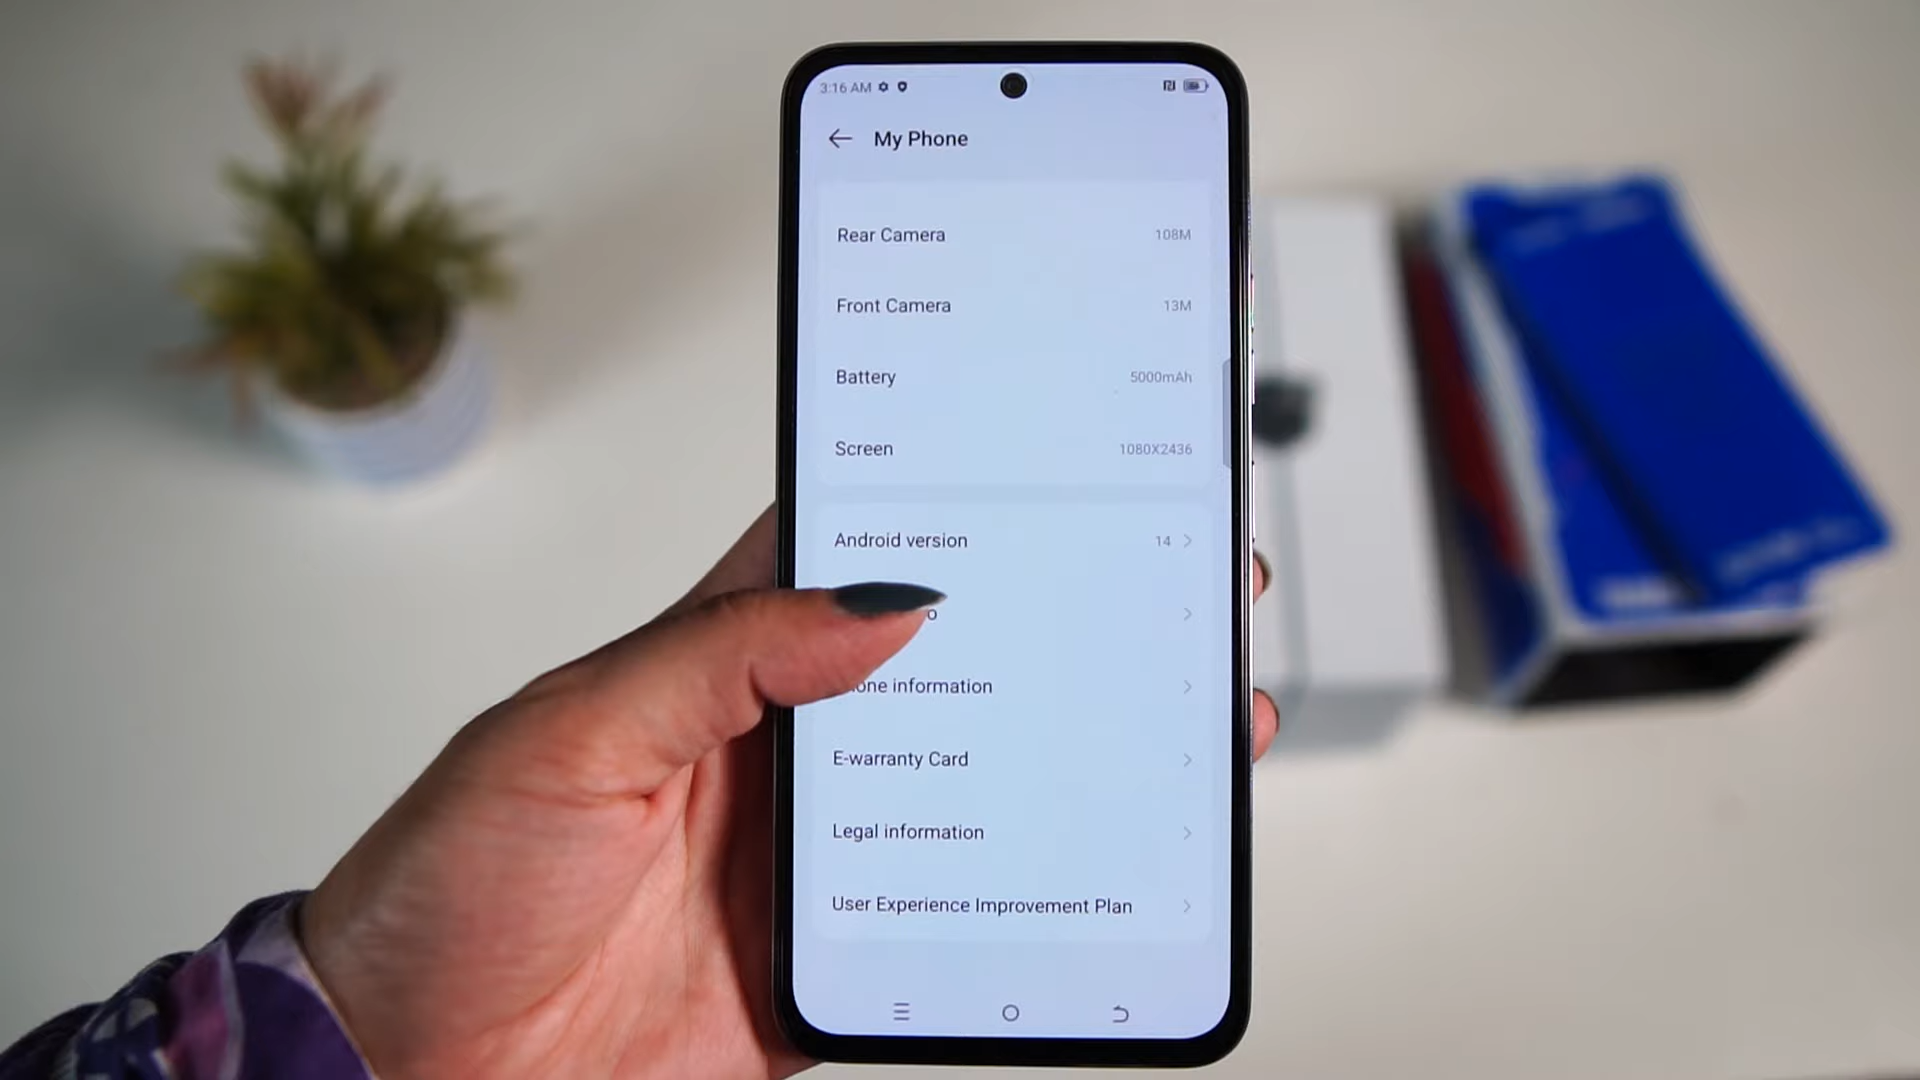 3:16 AM
My Phone
Rear Camera 108M
Front Camera 13M
Battery 5000mAh
Screen 1080X2436
Android version 14
information
E-warranty Card
Legal information
User Experience Improvement Plan